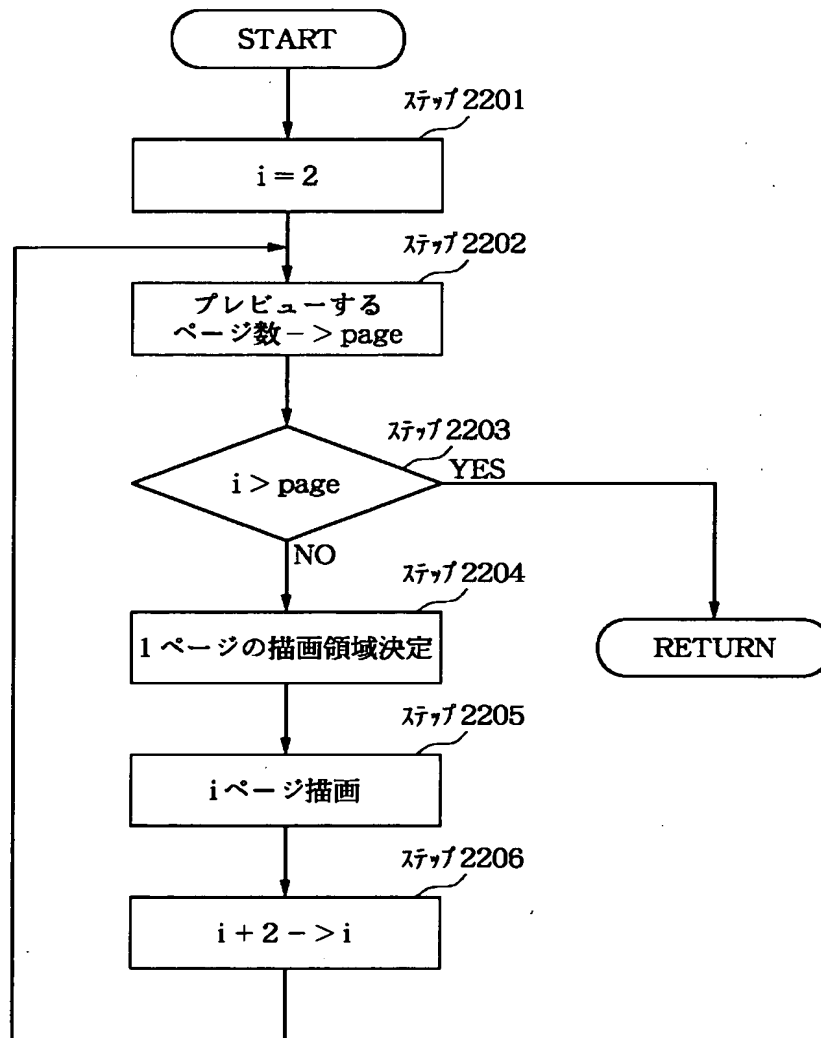 START
ステップ2201
i = 2
ステップ2202
プレビューする
ページ数－> page
ステップ2203
i > page
YES
NO
ステップ2204
1ページの描画領域決定
RETURN
ステップ2205
iページ描画
ステップ2206
i + 2 －> i